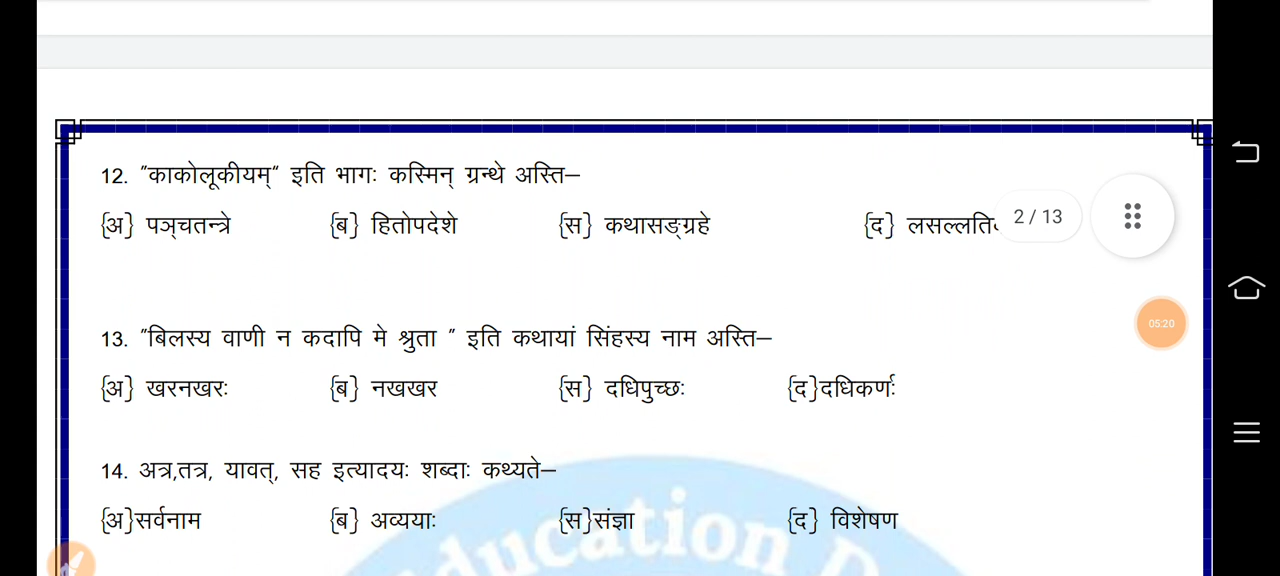 12. "काकोलूकीयम्" इति भागः कस्मिन् ग्रन्थे अस्ति–
{अ} पञ्चतन्त्रे {ब} हितोपदेशे {स} कथासङ्ग्रहे {द}
2 / 13
05:20
13. "बिलस्य वाणी न कदापि मे श्रुता " इति कथायां सिंहस्य नाम अस्ति–
{अ} खरनखरः {ब} नखखर {स} दधिपुच्छः {द}दधिकर्णः
14. अत्र,तत्र, यावत्, सह इत्यादयः शब्दाः कथ्यते–
{अ}सर्वनाम {ब} अव्ययाः {स}संज्ञा {द} विशेषण